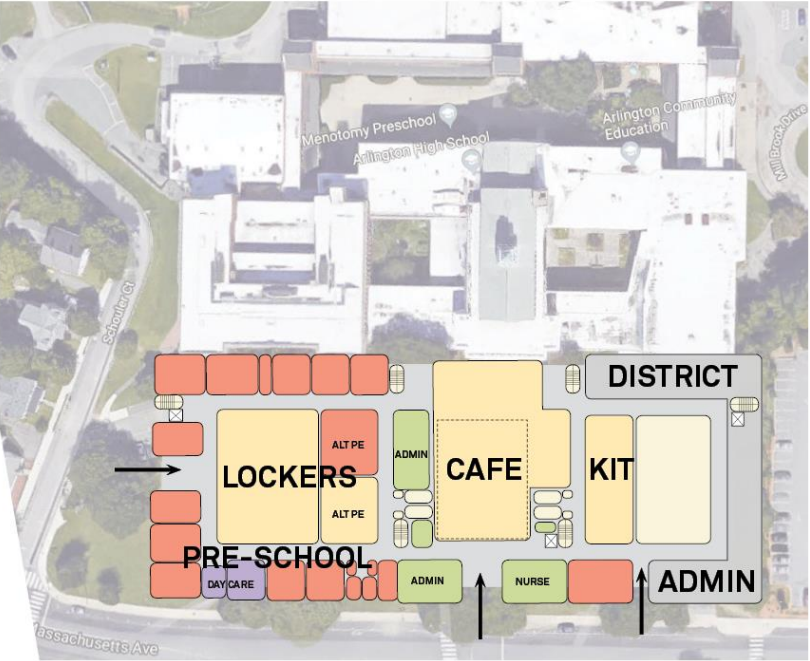 Mill Brook Drive
Arlington Community
Education
Menotomy Preschool
Arlington High School
Schouler Ct
DISTRICT
ALT PE
ADMIN
LOCKERS
CAFE
KIT
ALT PE
PRE-SCHOOL
DAY CARE
ADMIN
NURSE
ADMIN
Massachusetts Ave